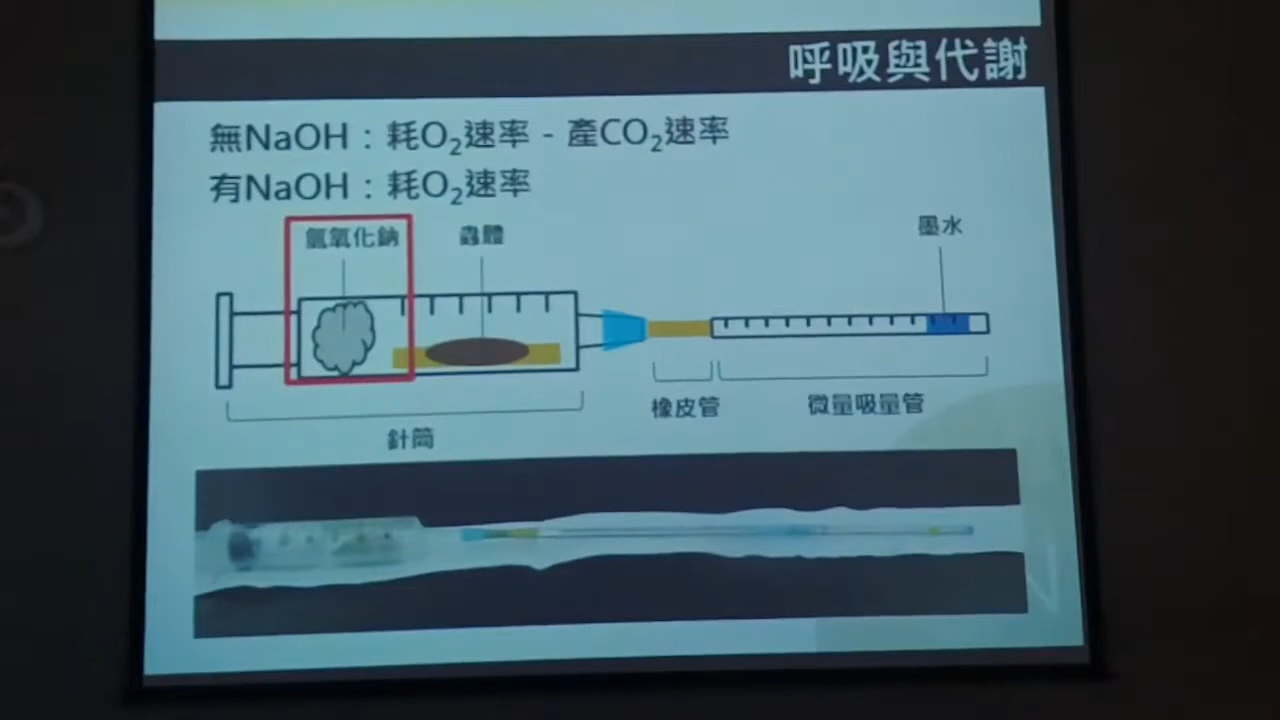 呼吸與代謝
無NaOH：耗O₂速率 - 產CO₂速率
有NaOH：耗O₂速率
氫氧化鈉
蟲體
墨水
橡皮管
微量吸量管
針筒